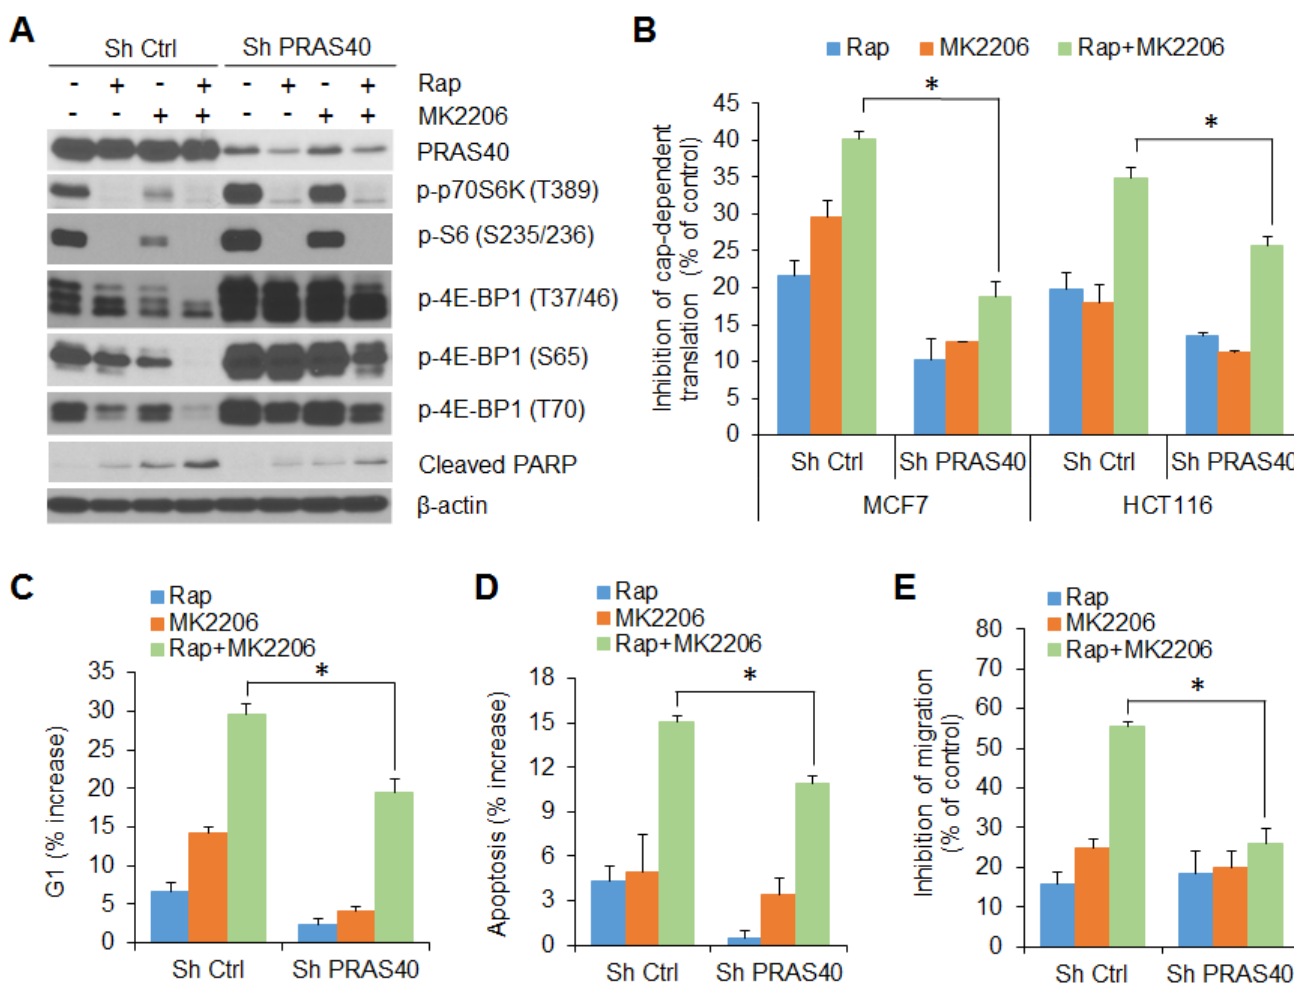 A
Sh Ctrl Sh PRAS40
- + - + - + - + Rap
- - + + - - + + MK2206
PRAS40
p-p70S6K (T389)
p-S6 (S235/236)
p-4E-BP1 (T37/46)
p-4E-BP1 (S65)
p-4E-BP1 (T70)
Cleaved PARP
β-actin
B
Rap MK2206 Rap+MK2206
Inhibition of cap-dependent
translation (% of control)
45
40
35
30
25
20
15
10
5
0
* *
Sh Ctrl Sh PRAS40 Sh Ctrl Sh PRAS40
MCF7 HCT116
C
Rap
MK2206
Rap+MK2206
G1 (% increase)
35
30
25
20
15
10
5
0
*
Sh Ctrl Sh PRAS40
D
Rap
MK2206
Rap+MK2206
Apoptosis (% increase)
18
15
12
9
6
3
0
*
Sh Ctrl Sh PRAS40
E
Rap
MK2206
Rap+MK2206
Inhibition of migration
(% of control)
80
70
60
50
40
30
20
10
0
*
Sh Ctrl Sh PRAS40